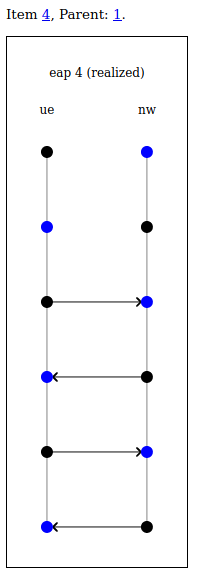 Item 4, Parent: 1.
eap 4 (realized)
ue nw